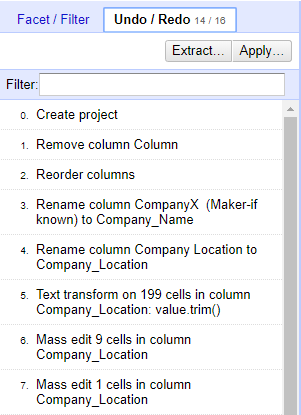 Facet / Filter Undo / Redo 14 / 16
Extract... Apply...
Filter:
0. Create project
1. Remove column Column
2. Reorder columns
3. Rename column CompanyX (Maker-if
known) to Company_Name
4. Rename column Company Location to
Company_Location
5. Text transform on 199 cells in column
Company_Location: value.trim()
6. Mass edit 9 cells in column
Company_Location
7. Mass edit 1 cells in column
Company_Location